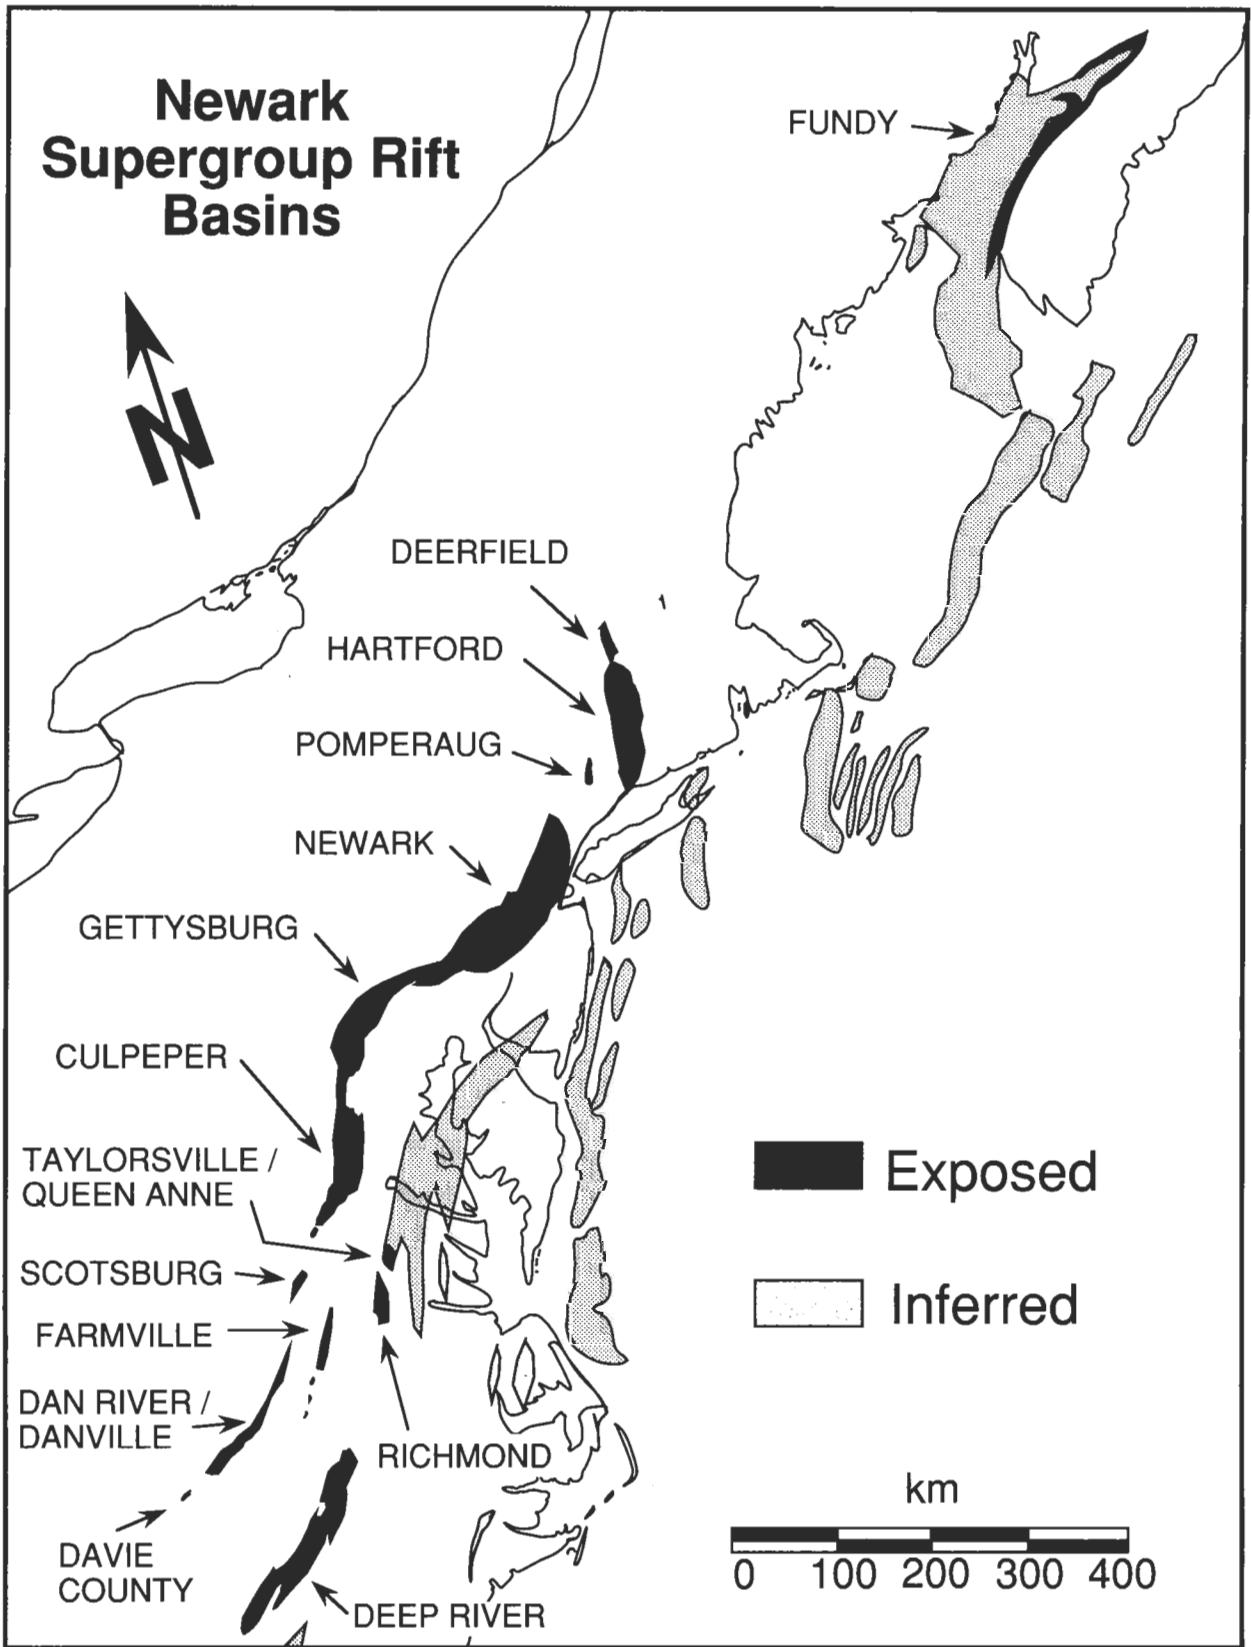 Newark
Supergroup Rift
Basins
FUNDY
N
DEERFIELD
HARTFORD
POMPERAUG
NEWARK
GETTYSBURG
CULPEPER
TAYLORSVILLE /
QUEEN ANNE
SCOTSBURG
FARMVILLE
DAN RIVER /
DANVILLE
RICHMOND
DAVIE
COUNTY
DEEP RIVER
Exposed
Inferred
km
0 100 200 300 400